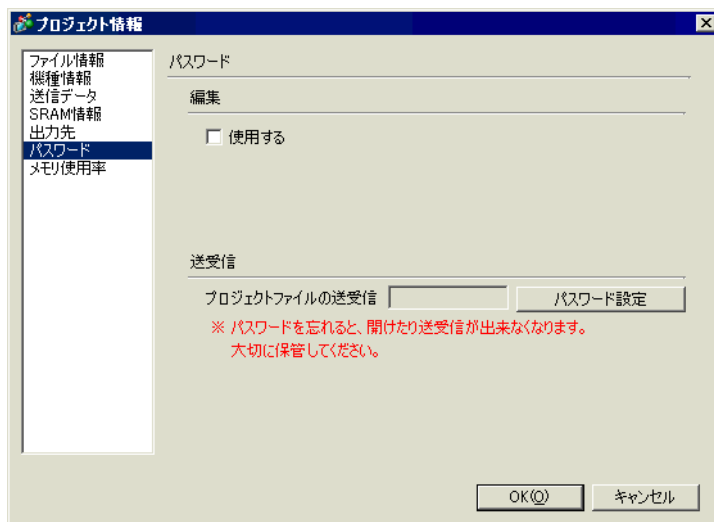 プロジェクト情報
ファイル情報
機種情報
送信データ
SRAM情報
出力先
パスワード
メモリ使用率
パスワード
編集
使用する
送受信
プロジェクトファイルの送受信
パスワード設定
※ パスワードを忘れると、開けたり送受信が出来なくなります。
大切に保管してください。
OK(O)
キャンセル